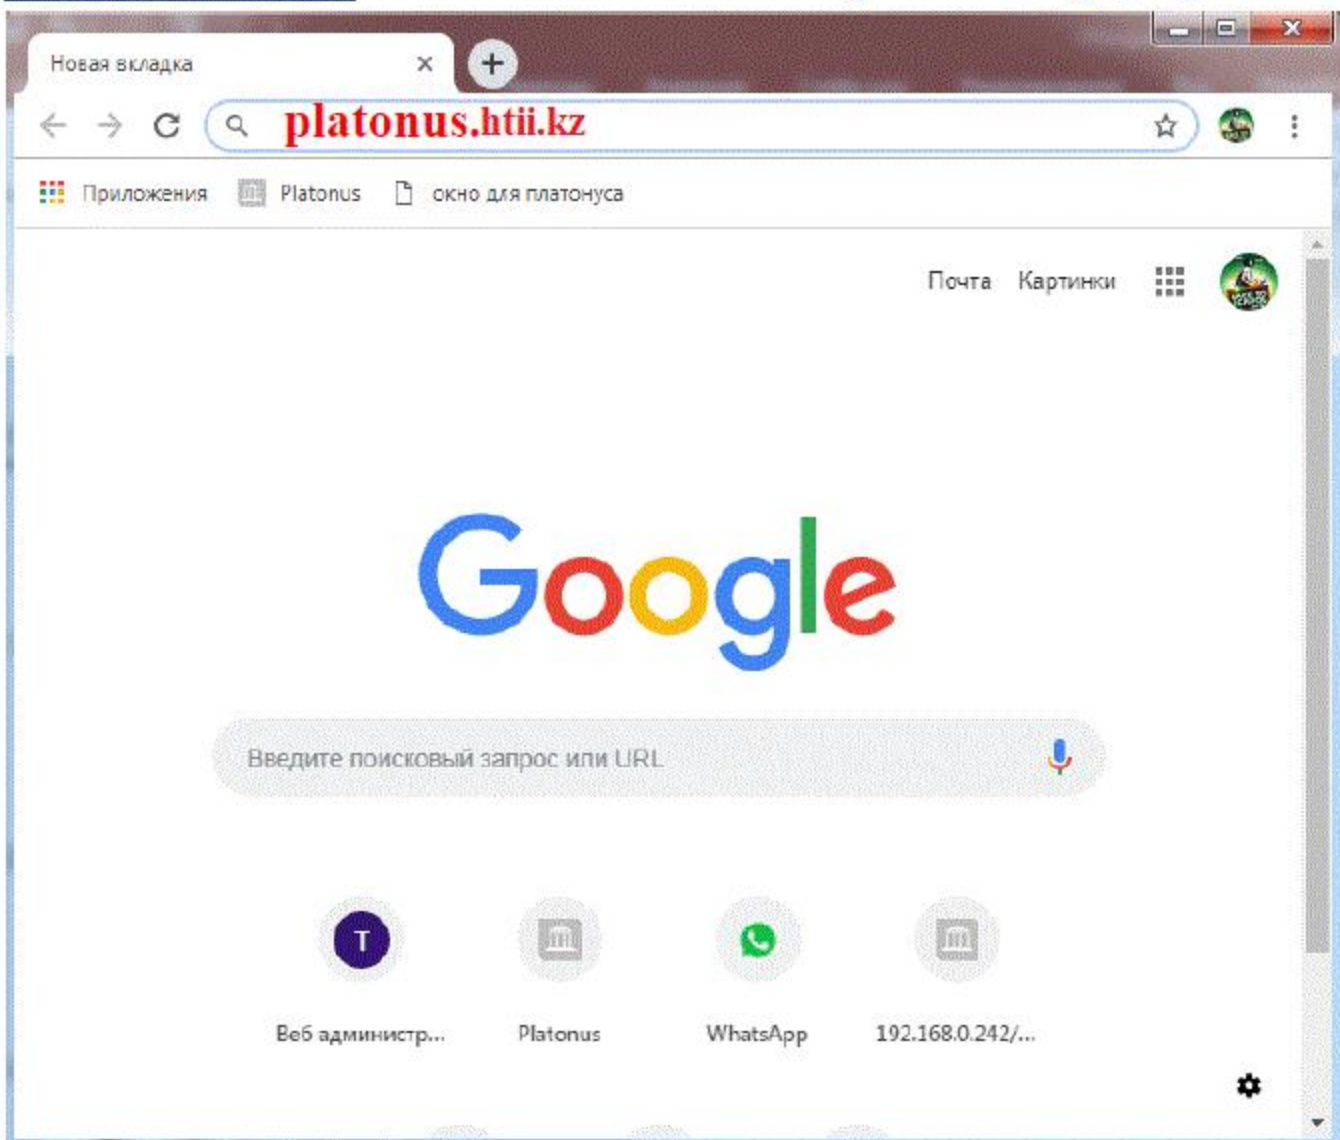 Новая вкладка
platonus.htii.kz
Приложения Platonus окно для платонуса
Почта Картинки
Google
Введите поисковый запрос или URL
T
Веб администр... Platonus WhatsApp 192.168.0.242/...